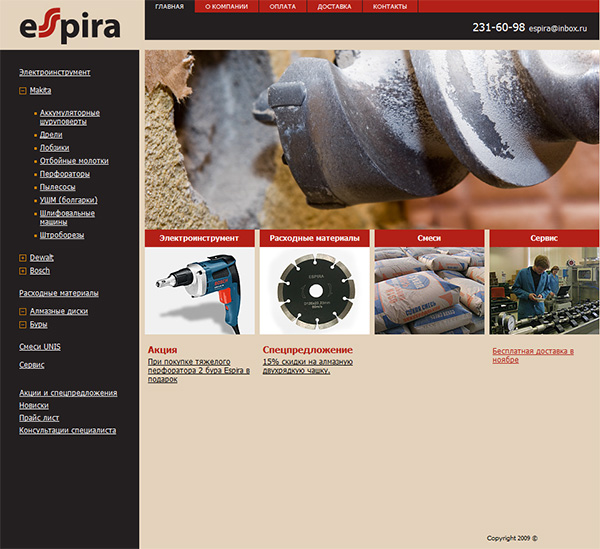 eSpira
ГЛАВНАЯ О КОМПАНИИ ОПЛАТА ДОСТАВКА КОНТАКТЫ
231-60-98 espira@inbox.ru
Электроинструмент
Makita
Аккумуляторные
шуруповерты
Дрели
Лобзики
Отбойные молотки
Перфораторы
Пылесосы
УШМ (болгарки)
Шлифовальные
машины
Штроборезы
Dewalt
Bosch
Расходные материалы
Алмазные диски
Буры
Смеси UNIS
Сервис
Акции и спецпредложения
Новиски
Прайс лист
Консультации специалиста
Электроинструмент Расходные материалы Смеси Сервис
ESPIRA
Акция
При покупке тяжелого
перфоратора 2 бура Espira в
подарок
Спецпредложение
15% скидки на алмазную
двухрядную чашку.
Бесплатная доставка в
ноябре
Copyright 2009 ©